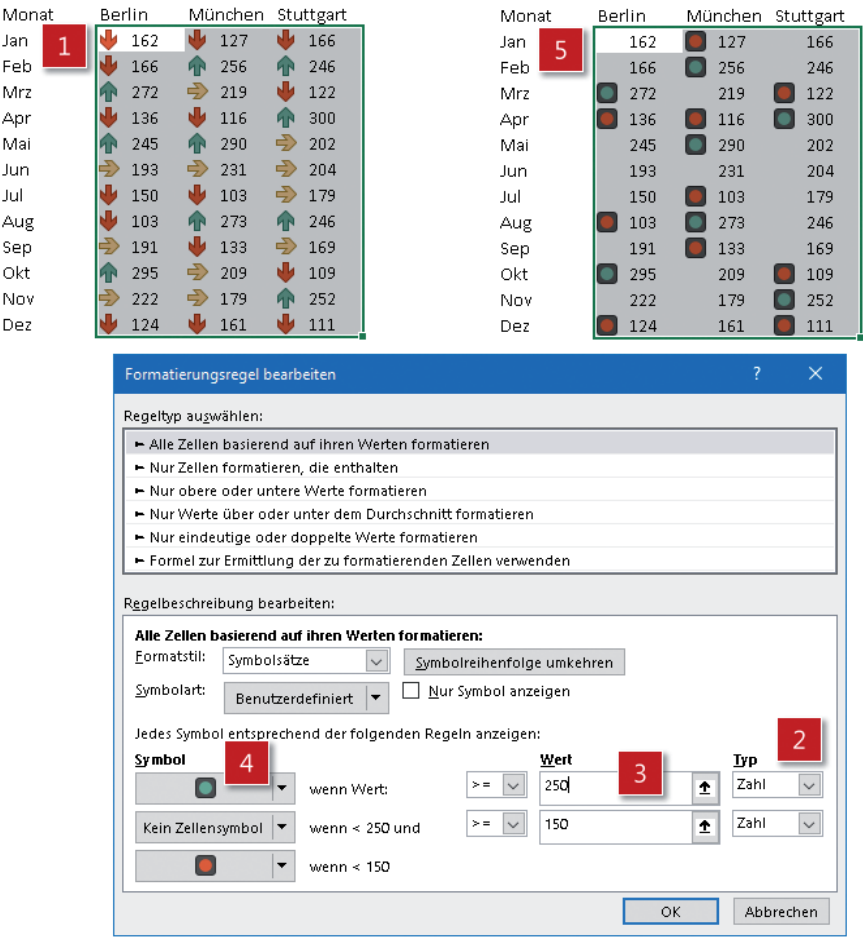 Monat Berlin München Stuttgart
Jan 162 127 166
Feb 166 256 246
Mrz 272 219 122
Apr 136 116 300
Mai 245 290 202
Jun 193 231 204
Jul 150 103 179
Aug 103 273 246
Sep 191 133 169
Okt 295 209 109
Nov 222 179 252
Dez 124 161 111
1
Monat Berlin München Stuttgart
Jan 162 127 166
Feb 166 256 246
Mrz 272 219 122
Apr 136 116 300
Mai 245 290 202
Jun 193 231 204
Jul 150 103 179
Aug 103 273 246
Sep 191 133 169
Okt 295 209 109
Nov 222 179 252
Dez 124 161 111
5
Formatierungsregel bearbeiten ? ×
Regeltyp auswählen:
► Alle Zellen basierend auf ihren Werten formatieren
► Nur Zellen formatieren, die enthalten
► Nur obere oder untere Werte formatieren
► Nur Werte über oder unter dem Durchschnitt formatieren
► Nur eindeutige oder doppelte Werte formatieren
► Formel zur Ermittlung der zu formatierenden Zellen verwenden
Regelbeschreibung bearbeiten:
Alle Zellen basierend auf ihren Werten formatieren:
Formatstil: Symbolsätze Symbolreihenfolge umkehren
Symbolart: Benutzerdefiniert Nur Symbol anzeigen
Jedes Symbol entsprechend der folgenden Regeln anzeigen:
Symbol 4 Wert 3 Typ 2
wenn Wert: >= 250 Zahl
Kein Zellensymbol wenn < 250 und >= 150 Zahl
wenn < 150
OK Abbrechen